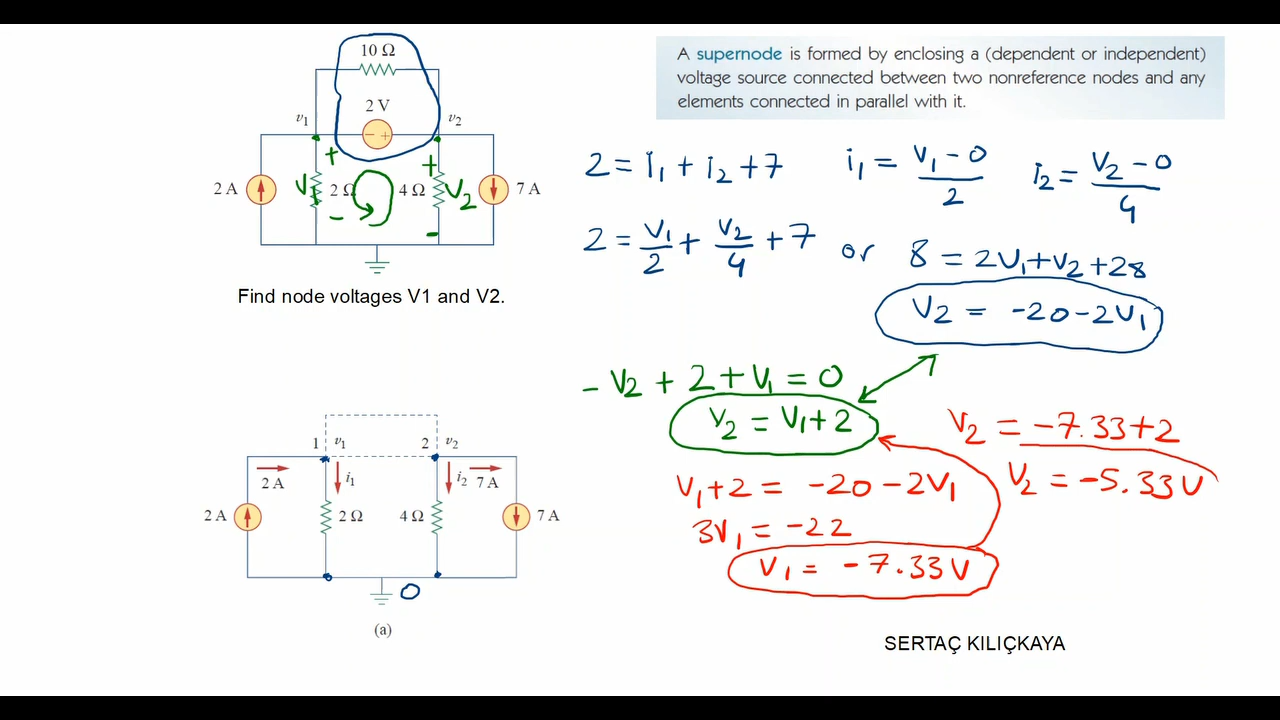 A supernode is formed by enclosing a (dependent or independent)
voltage source connected between two nonreference nodes and any
elements connected in parallel with it.
10 Ω
2 V
v₁
v₂
+
- +
+
2 A
V₁
2 Ω
4 Ω
V₂
7 A
-
-
Find node voltages V1 and V2.
2 = i₁ + i₂ + 7
i₁ = (V₁ - 0)/2
i₂ = (V₂ - 0)/4
2 = V₁/2 + V₂/4 + 7
or
8 = 2V₁ + V₂ + 28
V₂ = -20 - 2V₁
- V₂ + 2 + V₁ = 0
V₂ = V₁ + 2
V₁ + 2 = -20 - 2V₁
3V₁ = -22
V₁ = -7.33V
V₂ = -7.33 + 2
V₂ = -5.33V
1 v₁
2 v₂
2 A
i₁
i₂ 7 A
2 A
2 Ω
4 Ω
7 A
0
(a)
SERTAÇ KILIÇKAYA